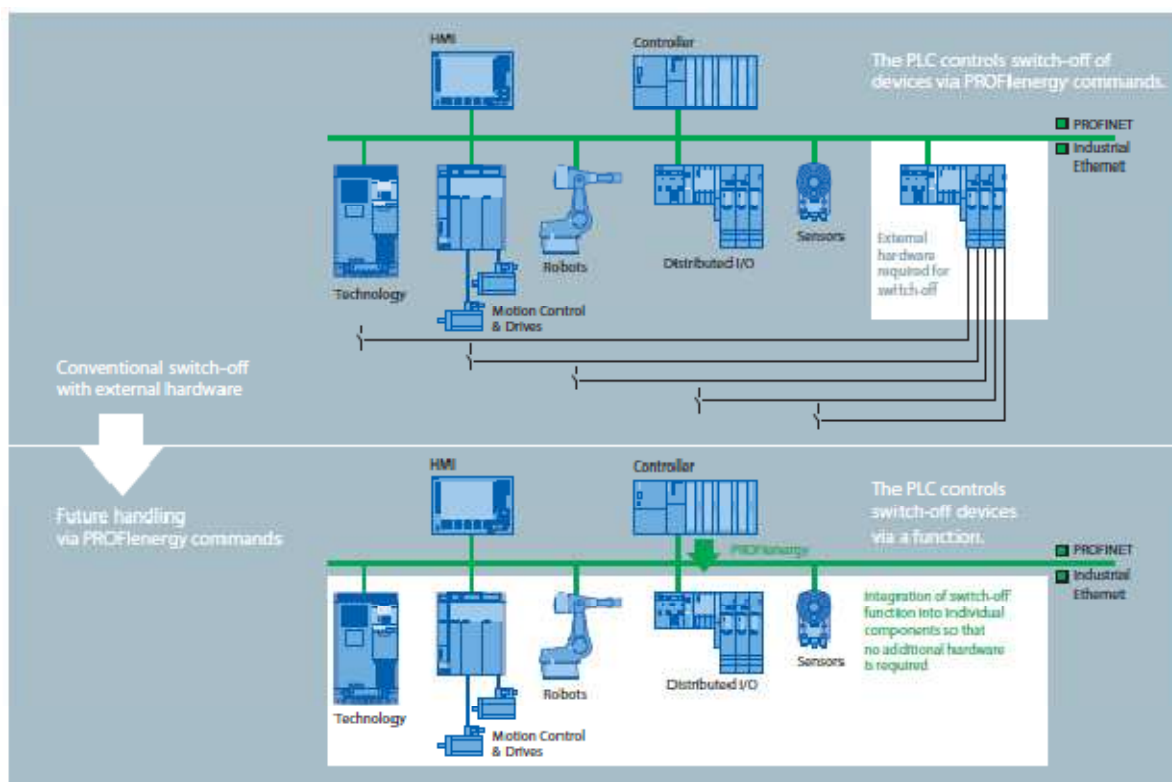 HMI
Controller
The PLC controls switch-off of
devices via PROFIenergy commands.
PROFINET
Industrial
Ethernet
Technology
Motion Control
& Drives
Robots
Distributed I/O
Sensors
External
hardware
required for
switch-off
Conventional switch-off
with external hardware
Future handling
via PROFIenergy commands
HMI
Controller
PROFIenergy
The PLC controls
switch-off devices
via a function.
PROFINET
Industrial
Ethernet
Technology
Motion Control
& Drives
Robots
Distributed I/O
Sensors
Integration of switch-off
function into individual
components so that
no additional hardware
is required